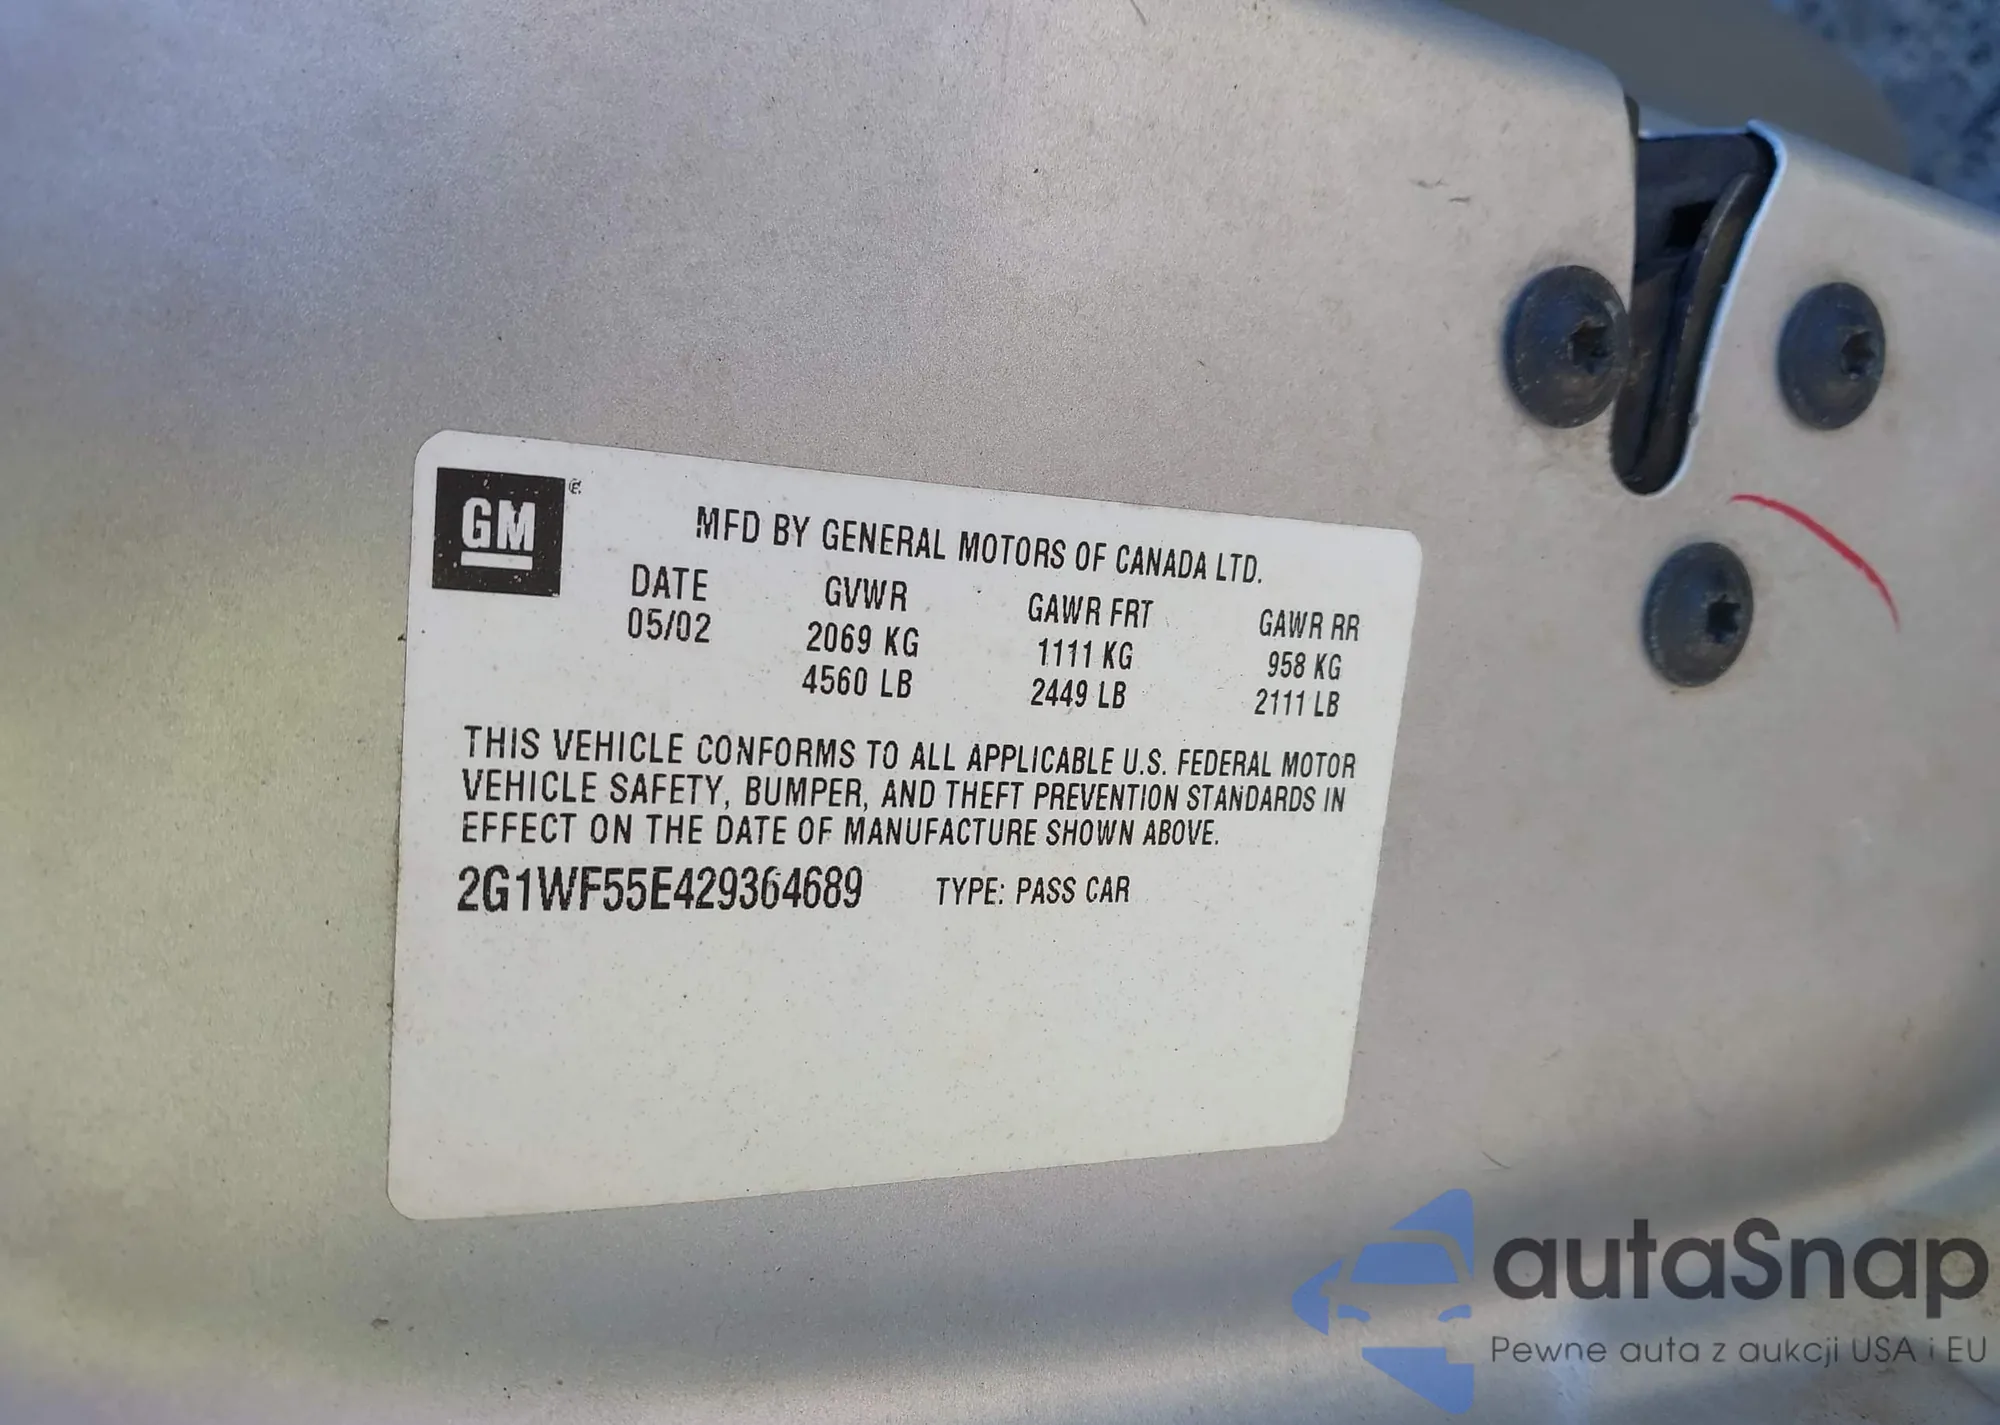 GM
MFD BY GENERAL MOTORS OF CANADA LTD.
DATE GVWR GAWR FRT GAWR RR
05/02 2069 KG 1111 KG 958 KG
4560 LB 2449 LB 2111 LB
THIS VEHICLE CONFORMS TO ALL APPLICABLE U.S. FEDERAL MOTOR
VEHICLE SAFETY, BUMPER, AND THEFT PREVENTION STANDARDS IN
EFFECT ON THE DATE OF MANUFACTURE SHOWN ABOVE.
2G1WF55E429364689 TYPE: PASS CAR
autaSnap
Pewne auta z aukcji USA i EU